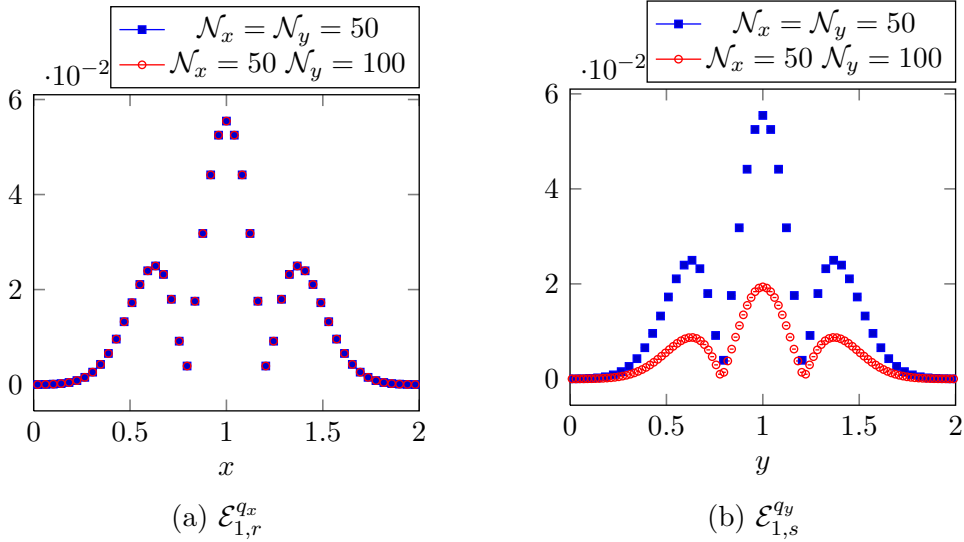 𝒩x = 𝒩y = 50
𝒩x = 50 𝒩y = 100
·10−2
6
4
2
0
0 0.5 1 1.5 2
x
(a) ℰ1,r^qx
𝒩x = 𝒩y = 50
𝒩x = 50 𝒩y = 100
·10−2
6
4
2
0
0 0.5 1 1.5 2
y
(b) ℰ1,s^qy